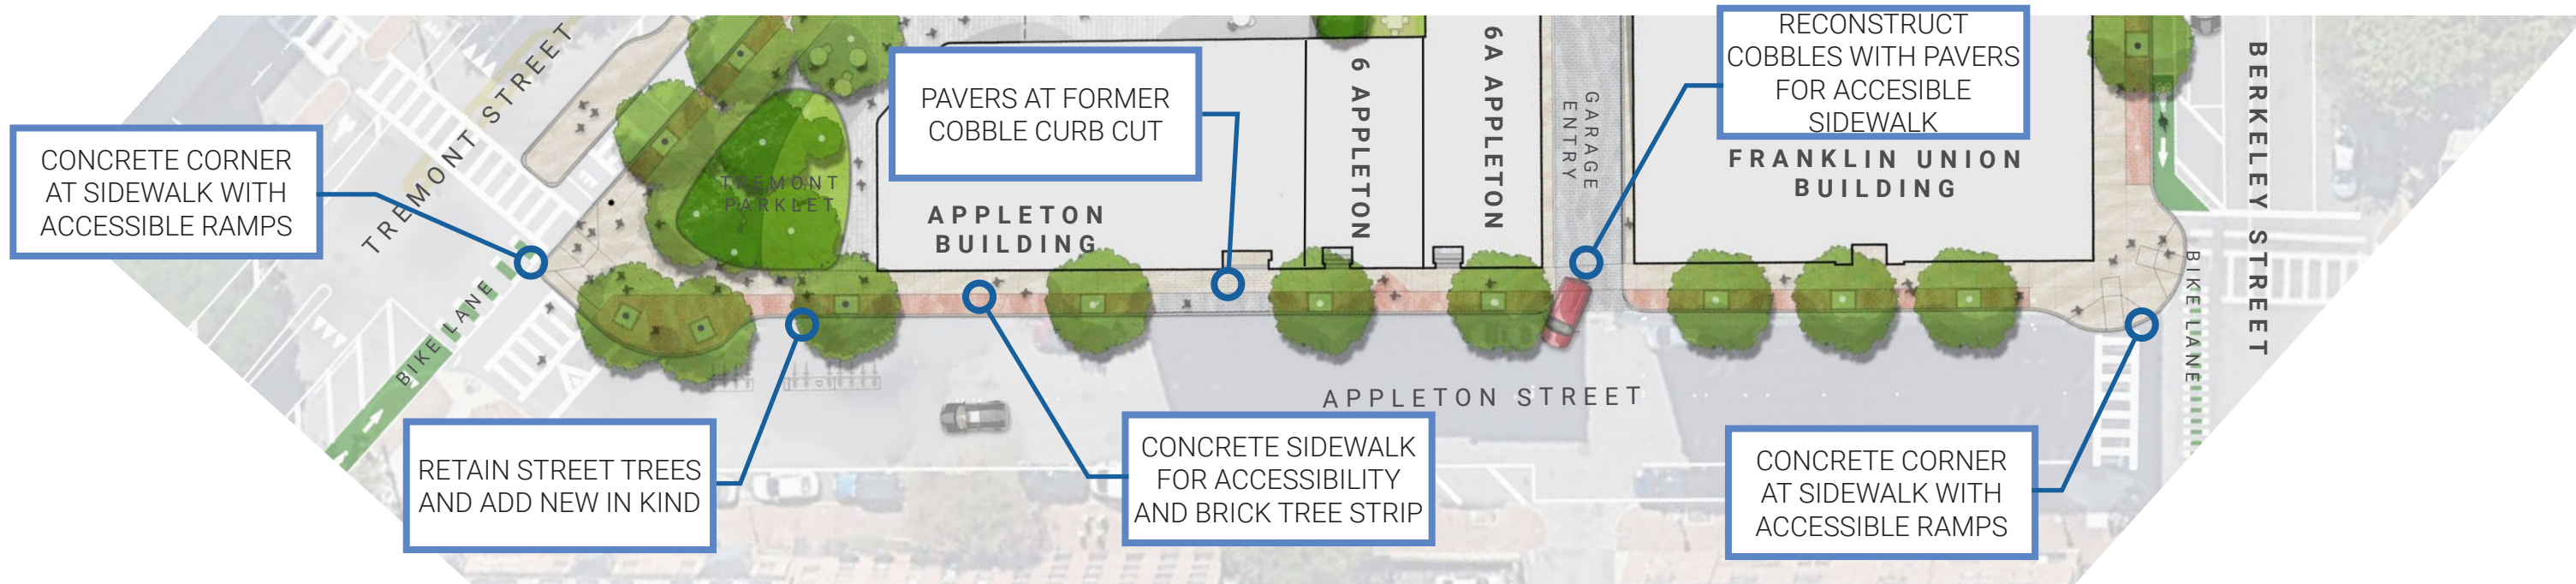 TREMONT STREET
CONCRETE CORNER
AT SIDEWALK WITH
ACCESSIBLE RAMPS
BIKE LANE
TREMONT
PARKLET
PAVERS AT FORMER
COBBLE CURB CUT
APPLETON
BUILDING
6 APPLETON
6A APPLETON
GARAGE
ENTRY
RECONSTRUCT
COBBLES WITH PAVERS
FOR ACCESIBLE
SIDEWALK
FRANKLIN UNION
BUILDING
BERKELEY STREET
BIKE LANE
APPLETON STREET
RETAIN STREET TREES
AND ADD NEW IN KIND
CONCRETE SIDEWALK
FOR ACCESSIBILITY
AND BRICK TREE STRIP
CONCRETE CORNER
AT SIDEWALK WITH
ACCESSIBLE RAMPS